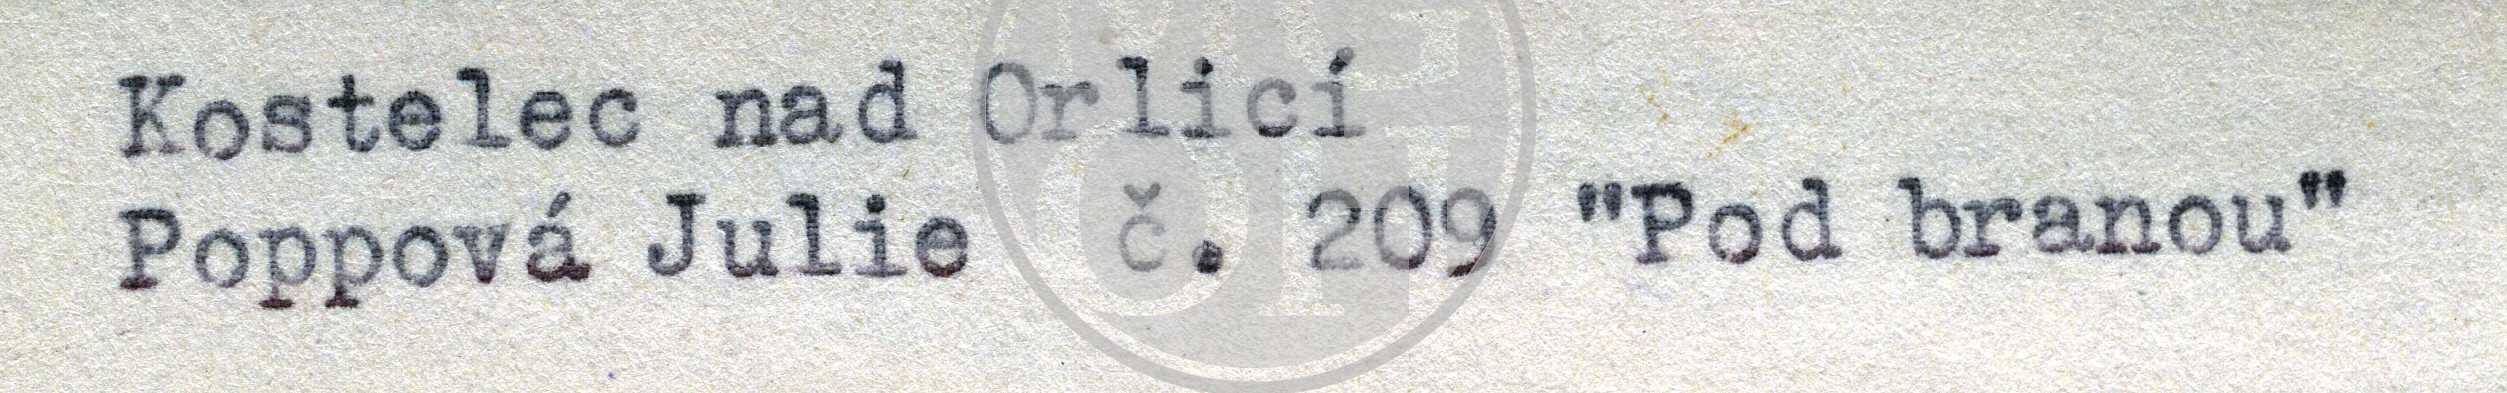 Kostelec nad Orlicí
Poppová Julie č. 209 "Pod branou"